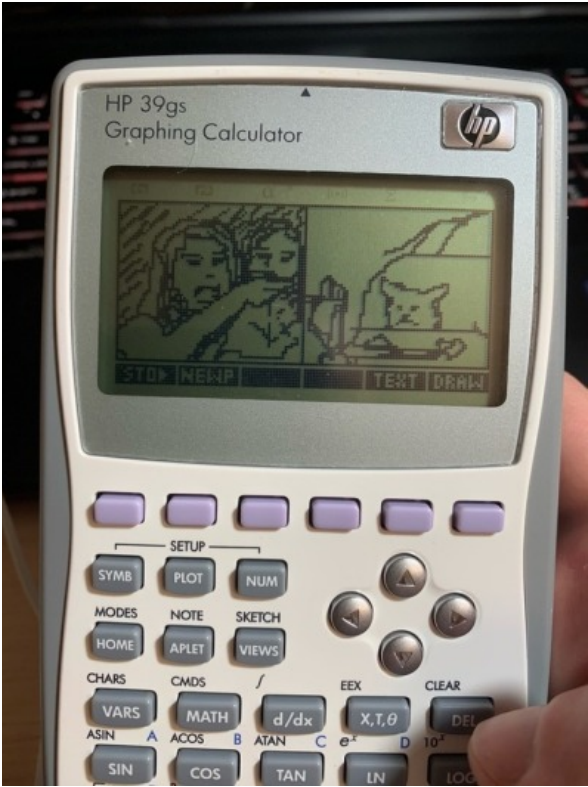 HP 39gs
Graphing Calculator
hp
STO▶ NEWP TEXT DRAW
SETUP
SYMB PLOT NUM
MODES NOTE SKETCH
HOME APLET VIEWS
CHARS CMDS ∫ EEX CLEAR
VARS MATH d/dx X,T,θ DEL
ASIN A ACOS B ATAN C eˣ D 10ˣ
SIN COS TAN LN LOG